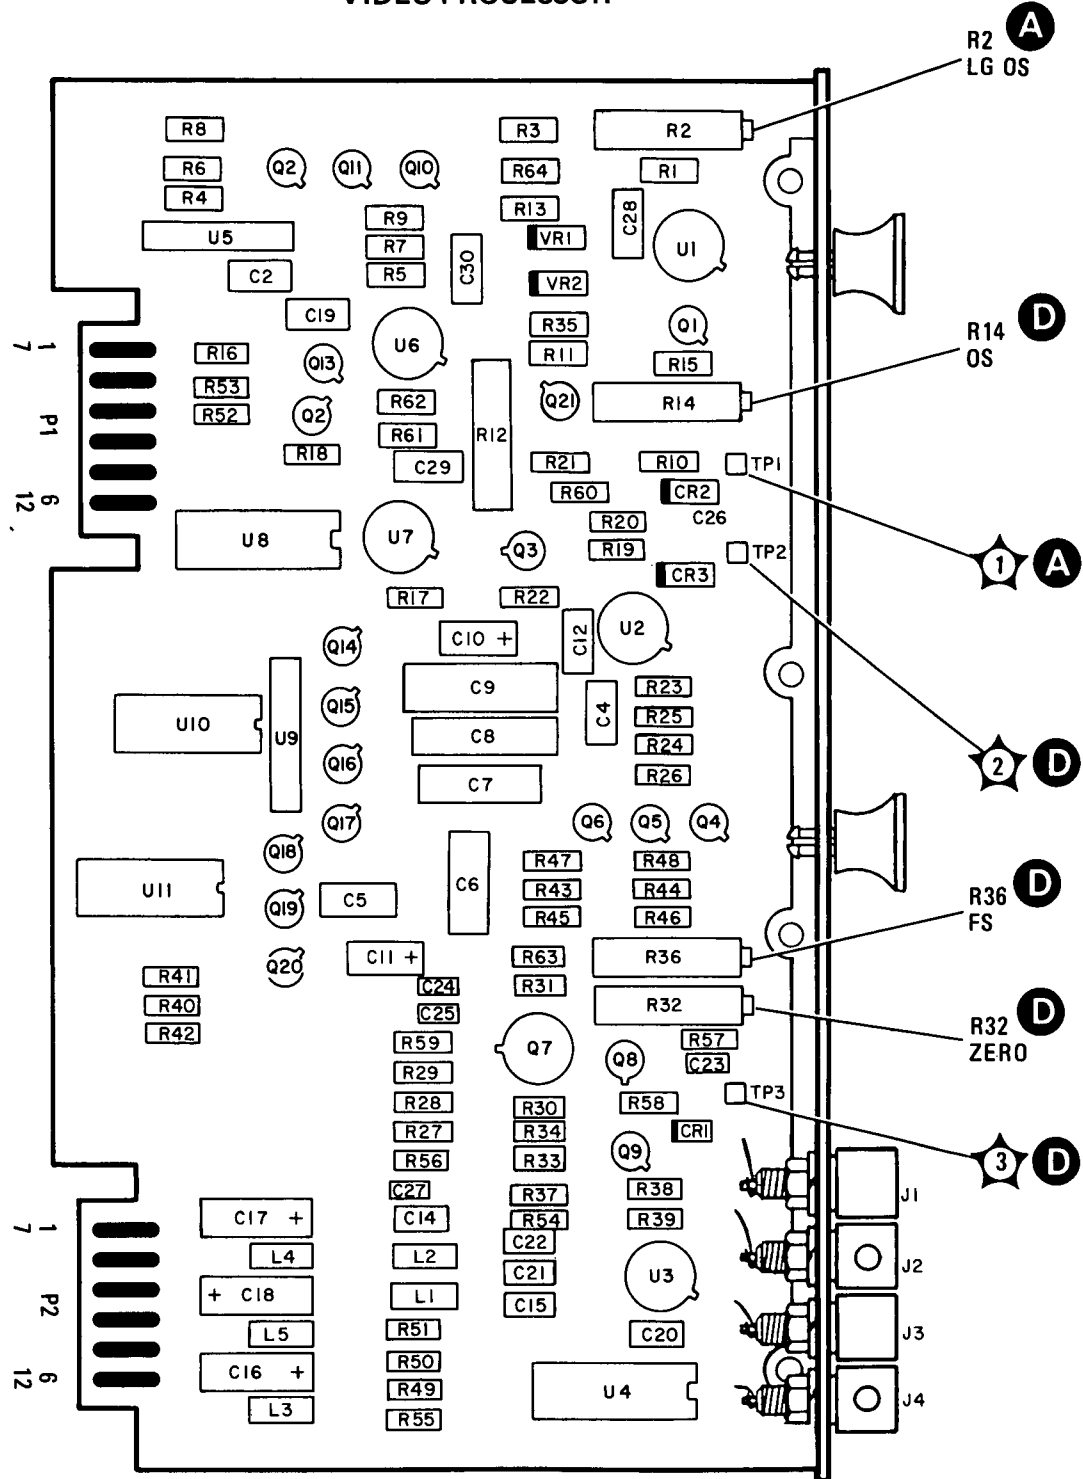 VIDEO PROCESSOR
R2 A
LG OS
R8
R3
R2
R6
Q2
Q11
Q10
R64
R1
R4
R9
R13
C28
U5
R7
VR1
U1
C2
R5
C30
VR2
C19
R35
Q1
R14 D
OS
1
7
R16
Q13
U6
R11
R15
R53
R62
Q21
R14
P1
R52
Q2
R61
R12
R18
C29
R21
R10
TP1
R60
CR2
6
12
R20
C26
U8
U7
Q3
R19
TP2
1 A
CR3
R17
R22
Q14
C10 +
C12
U2
C9
R23
U10
U9
Q15
C4
R25
C8
R24
Q16
C7
R26
2 D
Q17
Q6
Q5
Q4
Q18
R47
R48
U11
C6
R43
R44
R36 D
FS
Q19
C5
R45
R46
C11 +
R63
R36
Q20
R41
C24
R31
R40
C25
R32
R32 D
ZERO
R42
R59
Q7
R57
Q8
C23
R29
R28
R30
R58
TP3
R27
R34
CR1
R56
R33
Q9
3 D
C27
R37
R38
J1
1
7
C17 +
C14
R54
R39
C22
L4
L2
J2
C21
U3
P2
+ C18
L1
C15
L5
R51
C20
J3
6
12
C16 +
R50
R49
U4
L3
R55
J4